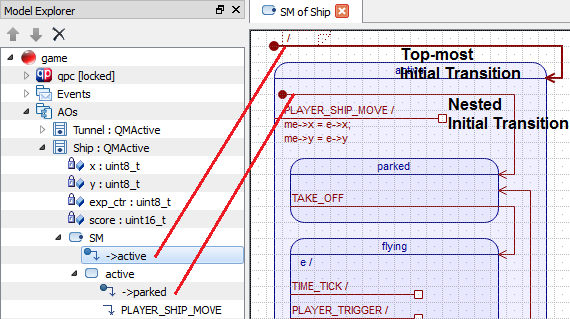 Model Explorer
SM of Ship
game
qpc [locked]
Events
AOs
Tunnel : QMActive
Ship : QMActive
x : uint8_t
y : uint8_t
exp_ctr : uint8_t
score : uint16_t
SM
->active
active
->parked
PLAYER_SHIP_MOVE
/
Top-most
Initial Transition
active
Nested
Initial Transition
PLAYER_SHIP_MOVE /
me->x = e->x;
me->y = e->y
parked
TAKE_OFF
flying
e /
TIME_TICK /
PLAYER_TRIGGER /